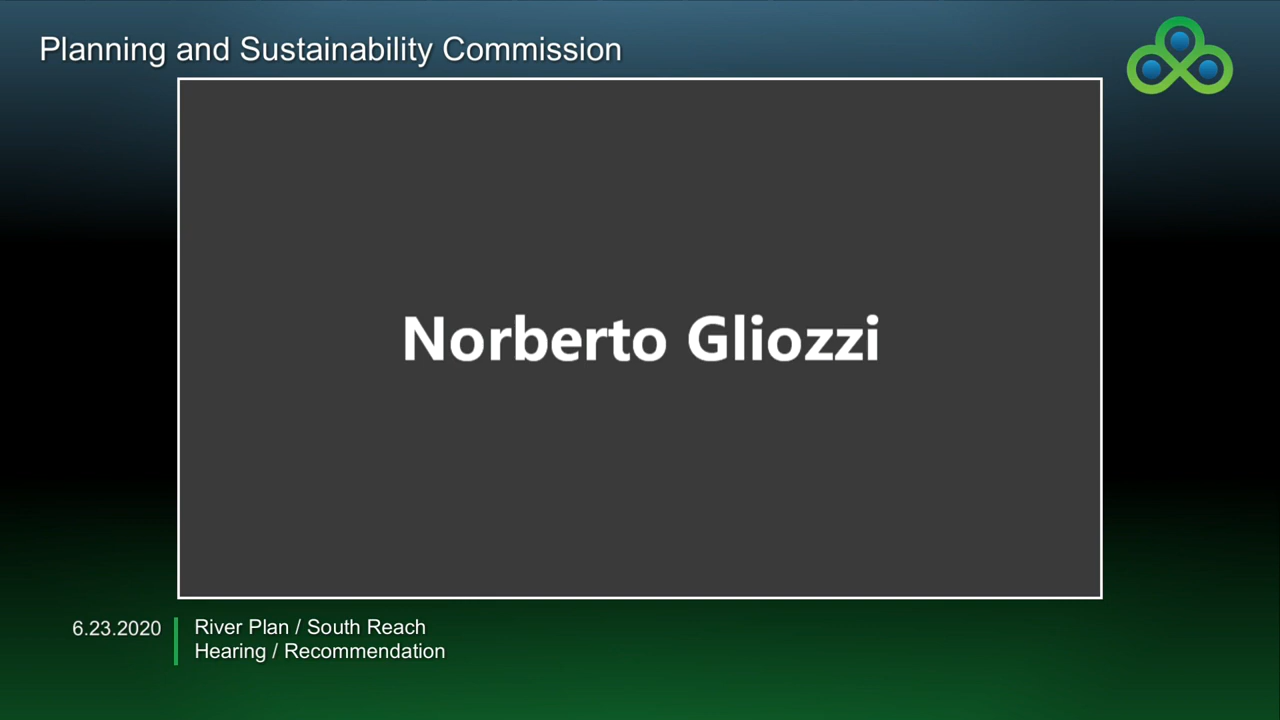 Planning and Sustainability Commission
Norberto Gliozzi
6.23.2020
River Plan / South Reach
Hearing / Recommendation